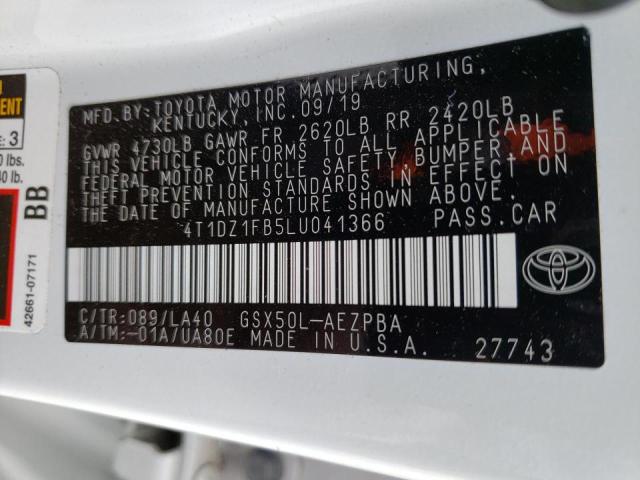 MFD. BY: TOYOTA MOTOR MANUFACTURING,
KENTUCKY, INC. 09/19
GVWR 4730LB GAWR FR 2620LB RR 2420LB
THIS VEHICLE CONFORMS TO ALL APPLICABLE
FEDERAL MOTOR VEHICLE SAFETY, BUMPER AND
THEFT PREVENTION STANDARDS IN EFFECT ON
THE DATE OF MANUFACTURE SHOWN ABOVE.
4T1DZ1FB5LU041366 PASS.CAR
C/TR: 089/LA40 GSX50L-AEZPBA
A/TM: -01A/UA80E MADE IN U.S.A.
27743
3
lbs.
lb.
BB
42661-07171